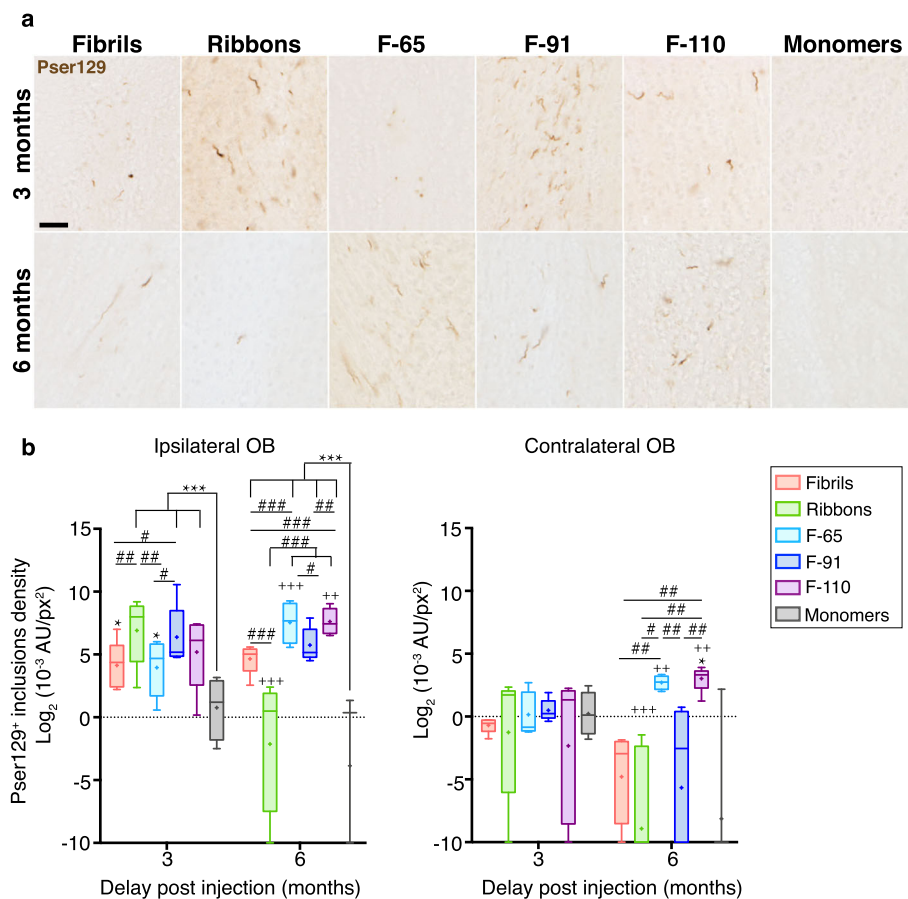 a
Fibrils Ribbons F-65 F-91 F-110 Monomers
Pser129
3 months
6 months
b
Ipsilateral OB
Contralateral OB
***
***
### ##
###
###
#
#
## ##
#
+++ ++
* *
###
+++
##
##
# ## ##
##
++
++
*
+++
Pser129⁺ inclusions density
Log₂ (10⁻³ AU/px²)
15
10
5
0
-5
-10
3 6
Delay post injection (months)
Log₂ (10⁻³ AU/px²)
15
10
5
0
-5
-10
3 6
Delay post injection (months)
Fibrils
Ribbons
F-65
F-91
F-110
Monomers